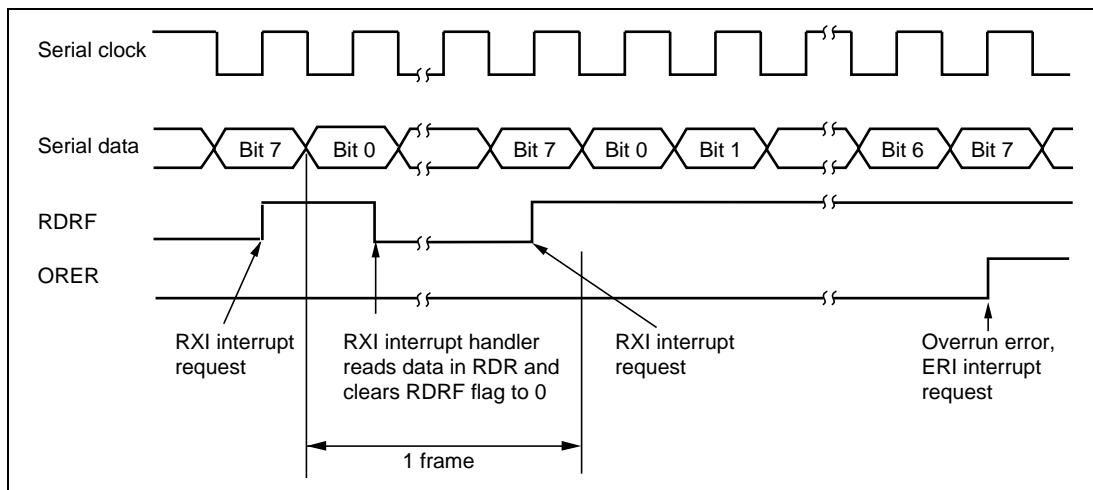 Serial clock
Serial data
Bit 7
Bit 0
Bit 7
Bit 0
Bit 1
Bit 6
Bit 7
RDRF
ORER
RXI interrupt
request
RXI interrupt handler
reads data in RDR and
clears RDRF flag to 0
RXI interrupt
request
Overrun error,
ERI interrupt
request
1 frame